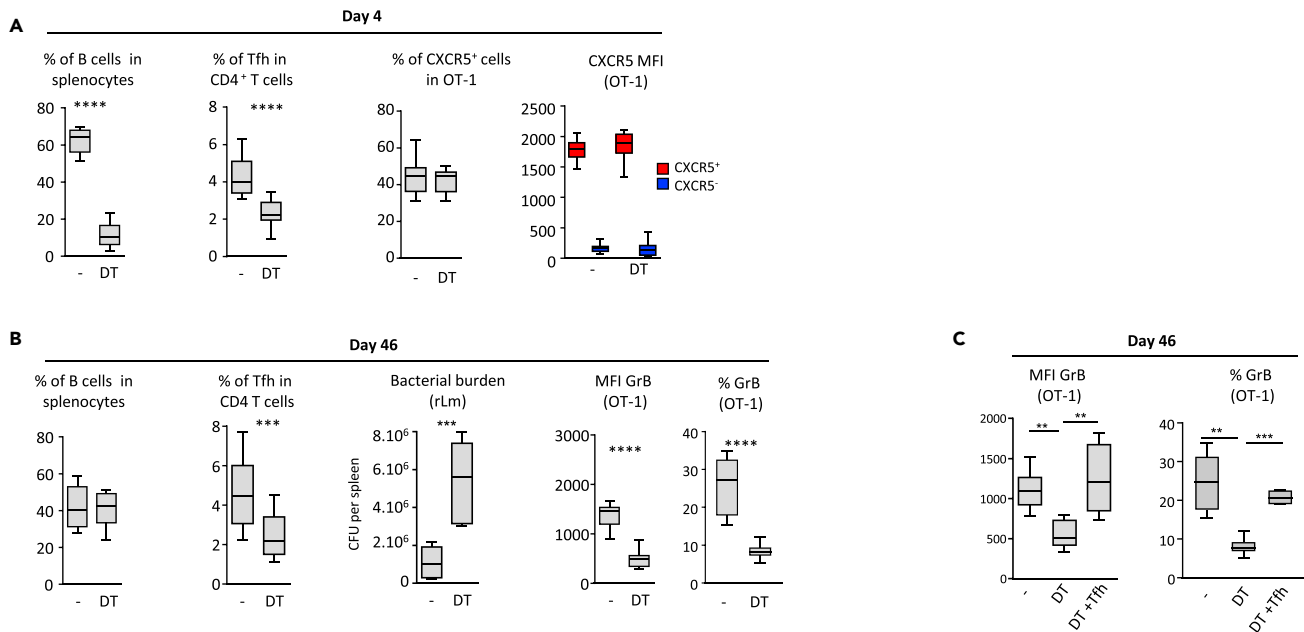 A
Day 4
% of B cells in
splenocytes
****
80
60
40
20
0
- DT
% of Tfh in
CD4⁺ T cells
****
8
6
4
2
0
- DT
% of CXCR5⁺ cells
in OT-1
80
60
40
20
0
- DT
CXCR5 MFI
(OT-1)
2500
2000
1500
1000
500
0
- DT
CXCR5⁺
CXCR5⁻
B
Day 46
% of B cells in
splenocytes
80
60
40
20
0
- DT
% of Tfh in
CD4 T cells
***
8
6
4
2
0
- DT
Bacterial burden
(rLm)
***
CFU per spleen
8.10⁶
6.10⁶
4.10⁶
2.10⁶
0
- DT
MFI GrB
(OT-1)
****
3000
2000
1000
0
- DT
% GrB
(OT-1)
****
40
30
20
10
0
- DT
C
Day 46
MFI GrB
(OT-1)
** **
2000
1500
1000
500
0
- DT DT +Tfh
% GrB
(OT-1)
** ***
40
30
20
10
0
- DT DT +Tfh